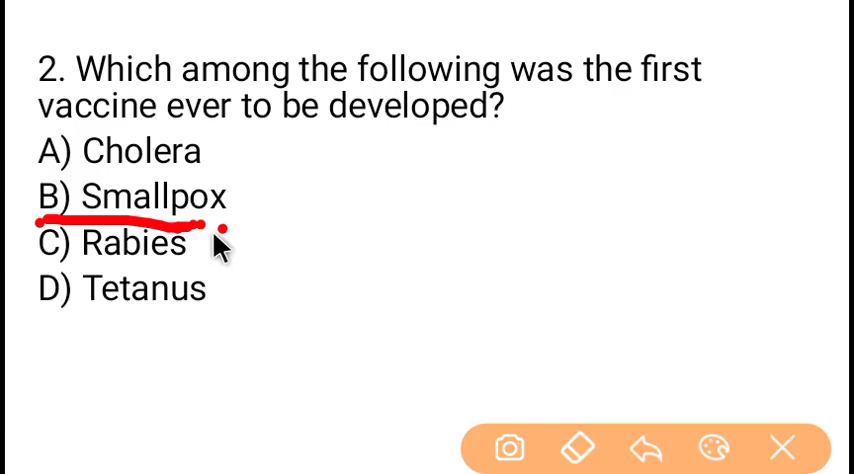 2. Which among the following was the first
vaccine ever to be developed?
A) Cholera
B) Smallpox
C) Rabies
D) Tetanus